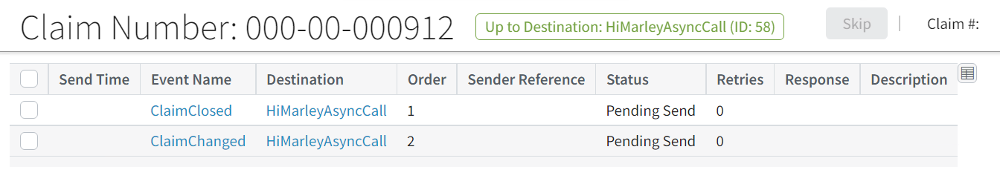 Claim Number: 000-00-000912 Up to Destination: HiMarleyAsyncCall (ID: 58) Skip Claim #:
Send Time Event Name Destination Order Sender Reference Status Retries Response Description
ClaimClosed HiMarleyAsyncCall 1 Pending Send 0
ClaimChanged HiMarleyAsyncCall 2 Pending Send 0